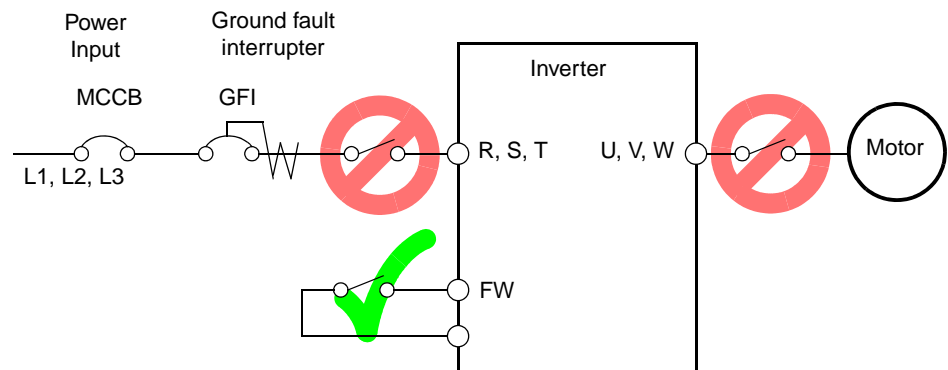 Power
Input
Ground fault
interrupter
Inverter
MCCB
GFI
L1, L2, L3
R, S, T
U, V, W
Motor
FW